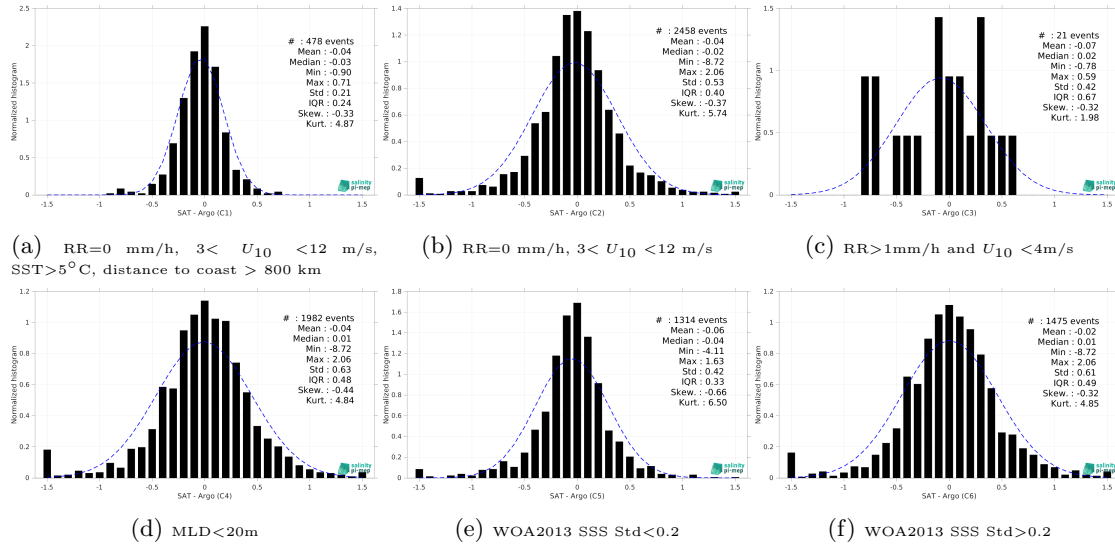 2.5
2
1.5
1
0.5
0
Normalized histogram
# : 478 events
Mean : -0.04
Median : -0.03
Min : -0.90
Max : 0.71
Std : 0.21
IQR : 0.24
Skew. : -0.33
Kurt. : 4.87
salinity
pi-mep
-1.5 -1 -0.5 0 0.5 1 1.5
SAT - Argo (C1)
(a) RR=0 mm/h, 3< U10 <12 m/s,
SST>5°C, distance to coast > 800 km
1.4
1.2
1
0.8
0.6
0.4
0.2
0
Normalized histogram
# : 2458 events
Mean : -0.04
Median : -0.02
Min : -8.72
Max : 2.06
Std : 0.53
IQR : 0.40
Skew. : -0.37
Kurt. : 5.74
salinity
pi-mep
-1.5 -1 -0.5 0 0.5 1 1.5
SAT - Argo (C2)
(b) RR=0 mm/h, 3< U10 <12 m/s
1.5
1
0.5
0
Normalized histogram
# : 21 events
Mean : -0.07
Median : 0.02
Min : -0.78
Max : 0.59
Std : 0.42
IQR : 0.67
Skew. : -0.32
Kurt. : 1.98
salinity
pi-mep
-1.5 -1 -0.5 0 0.5 1 1.5
SAT - Argo (C3)
(c) RR>1mm/h and U10 <4m/s
1.2
1
0.8
0.6
0.4
0.2
0
Normalized histogram
# : 1982 events
Mean : -0.04
Median : 0.01
Min : -8.72
Max : 2.06
Std : 0.63
IQR : 0.48
Skew. : -0.44
Kurt. : 4.84
salinity
pi-mep
-1.5 -1 -0.5 0 0.5 1 1.5
SAT - Argo (C4)
(d) MLD<20m
1.8
1.6
1.4
1.2
1
0.8
0.6
0.4
0.2
0
Normalized histogram
# : 1314 events
Mean : -0.06
Median : -0.04
Min : -4.11
Max : 1.63
Std : 0.42
IQR : 0.33
Skew. : -0.66
Kurt. : 6.50
salinity
pi-mep
-1.5 -1 -0.5 0 0.5 1 1.5
SAT - Argo (C5)
(e) WOA2013 SSS Std<0.2
1.2
1
0.8
0.6
0.4
0.2
0
Normalized histogram
# : 1475 events
Mean : -0.02
Median : 0.01
Min : -8.72
Max : 2.06
Std : 0.61
IQR : 0.49
Skew. : -0.32
Kurt. : 4.85
salinity
pi-mep
-1.5 -1 -0.5 0 0.5 1 1.5
SAT - Argo (C6)
(f) WOA2013 SSS Std>0.2